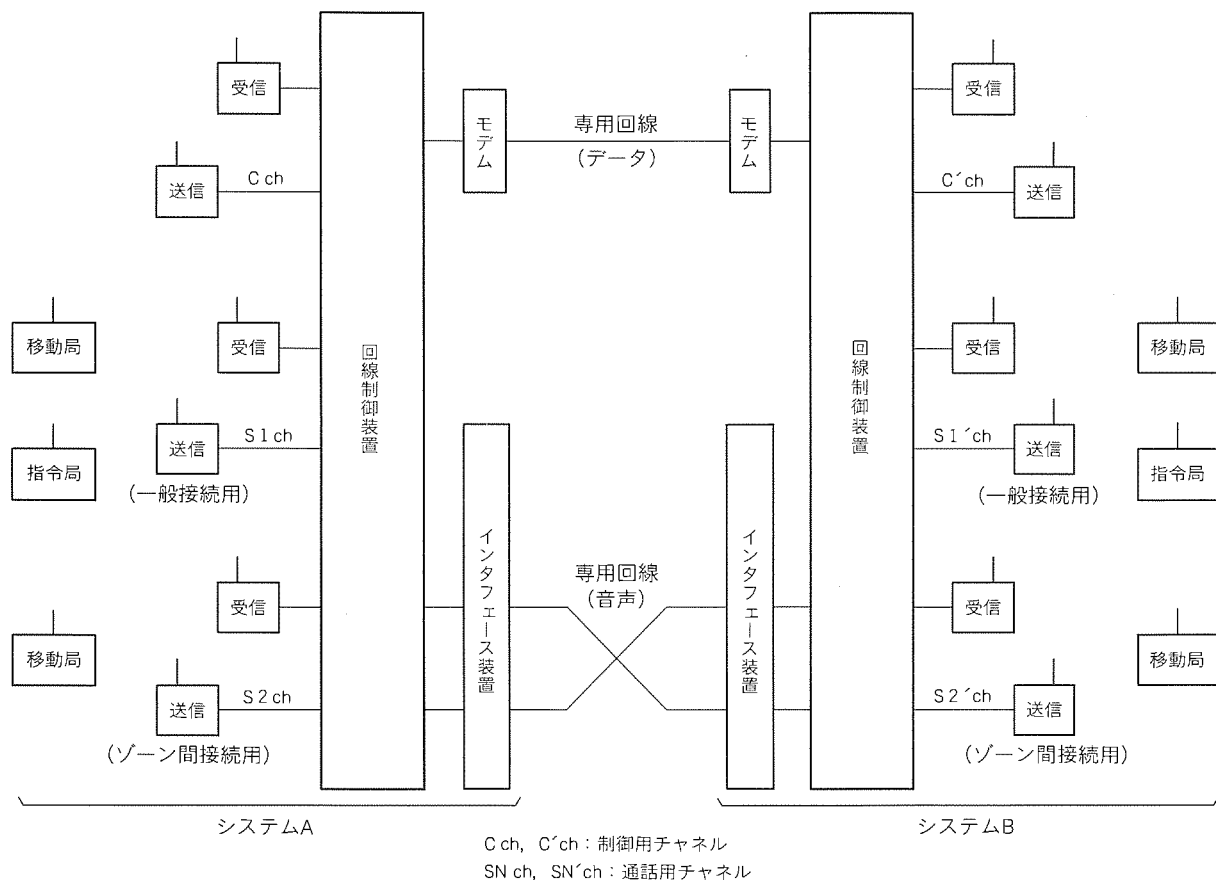 受信
受信
モデム
専用回線
(データ)
モデム
送信
C ch
C´ch
送信
移動局
受信
回線制御装置
回線制御装置
受信
移動局
指令局
送信
S1 ch
(一般接続用)
S1´ch
送信
(一般接続用)
指令局
インタフェース装置
専用回線
(音声)
インタフェース装置
受信
受信
移動局
移動局
送信
S2 ch
(ゾーン間接続用)
S2´ch
送信
(ゾーン間接続用)
システムA
システムB
C ch, C´ch:制御用チャネル
SN ch, SN´ch:通話用チャネル